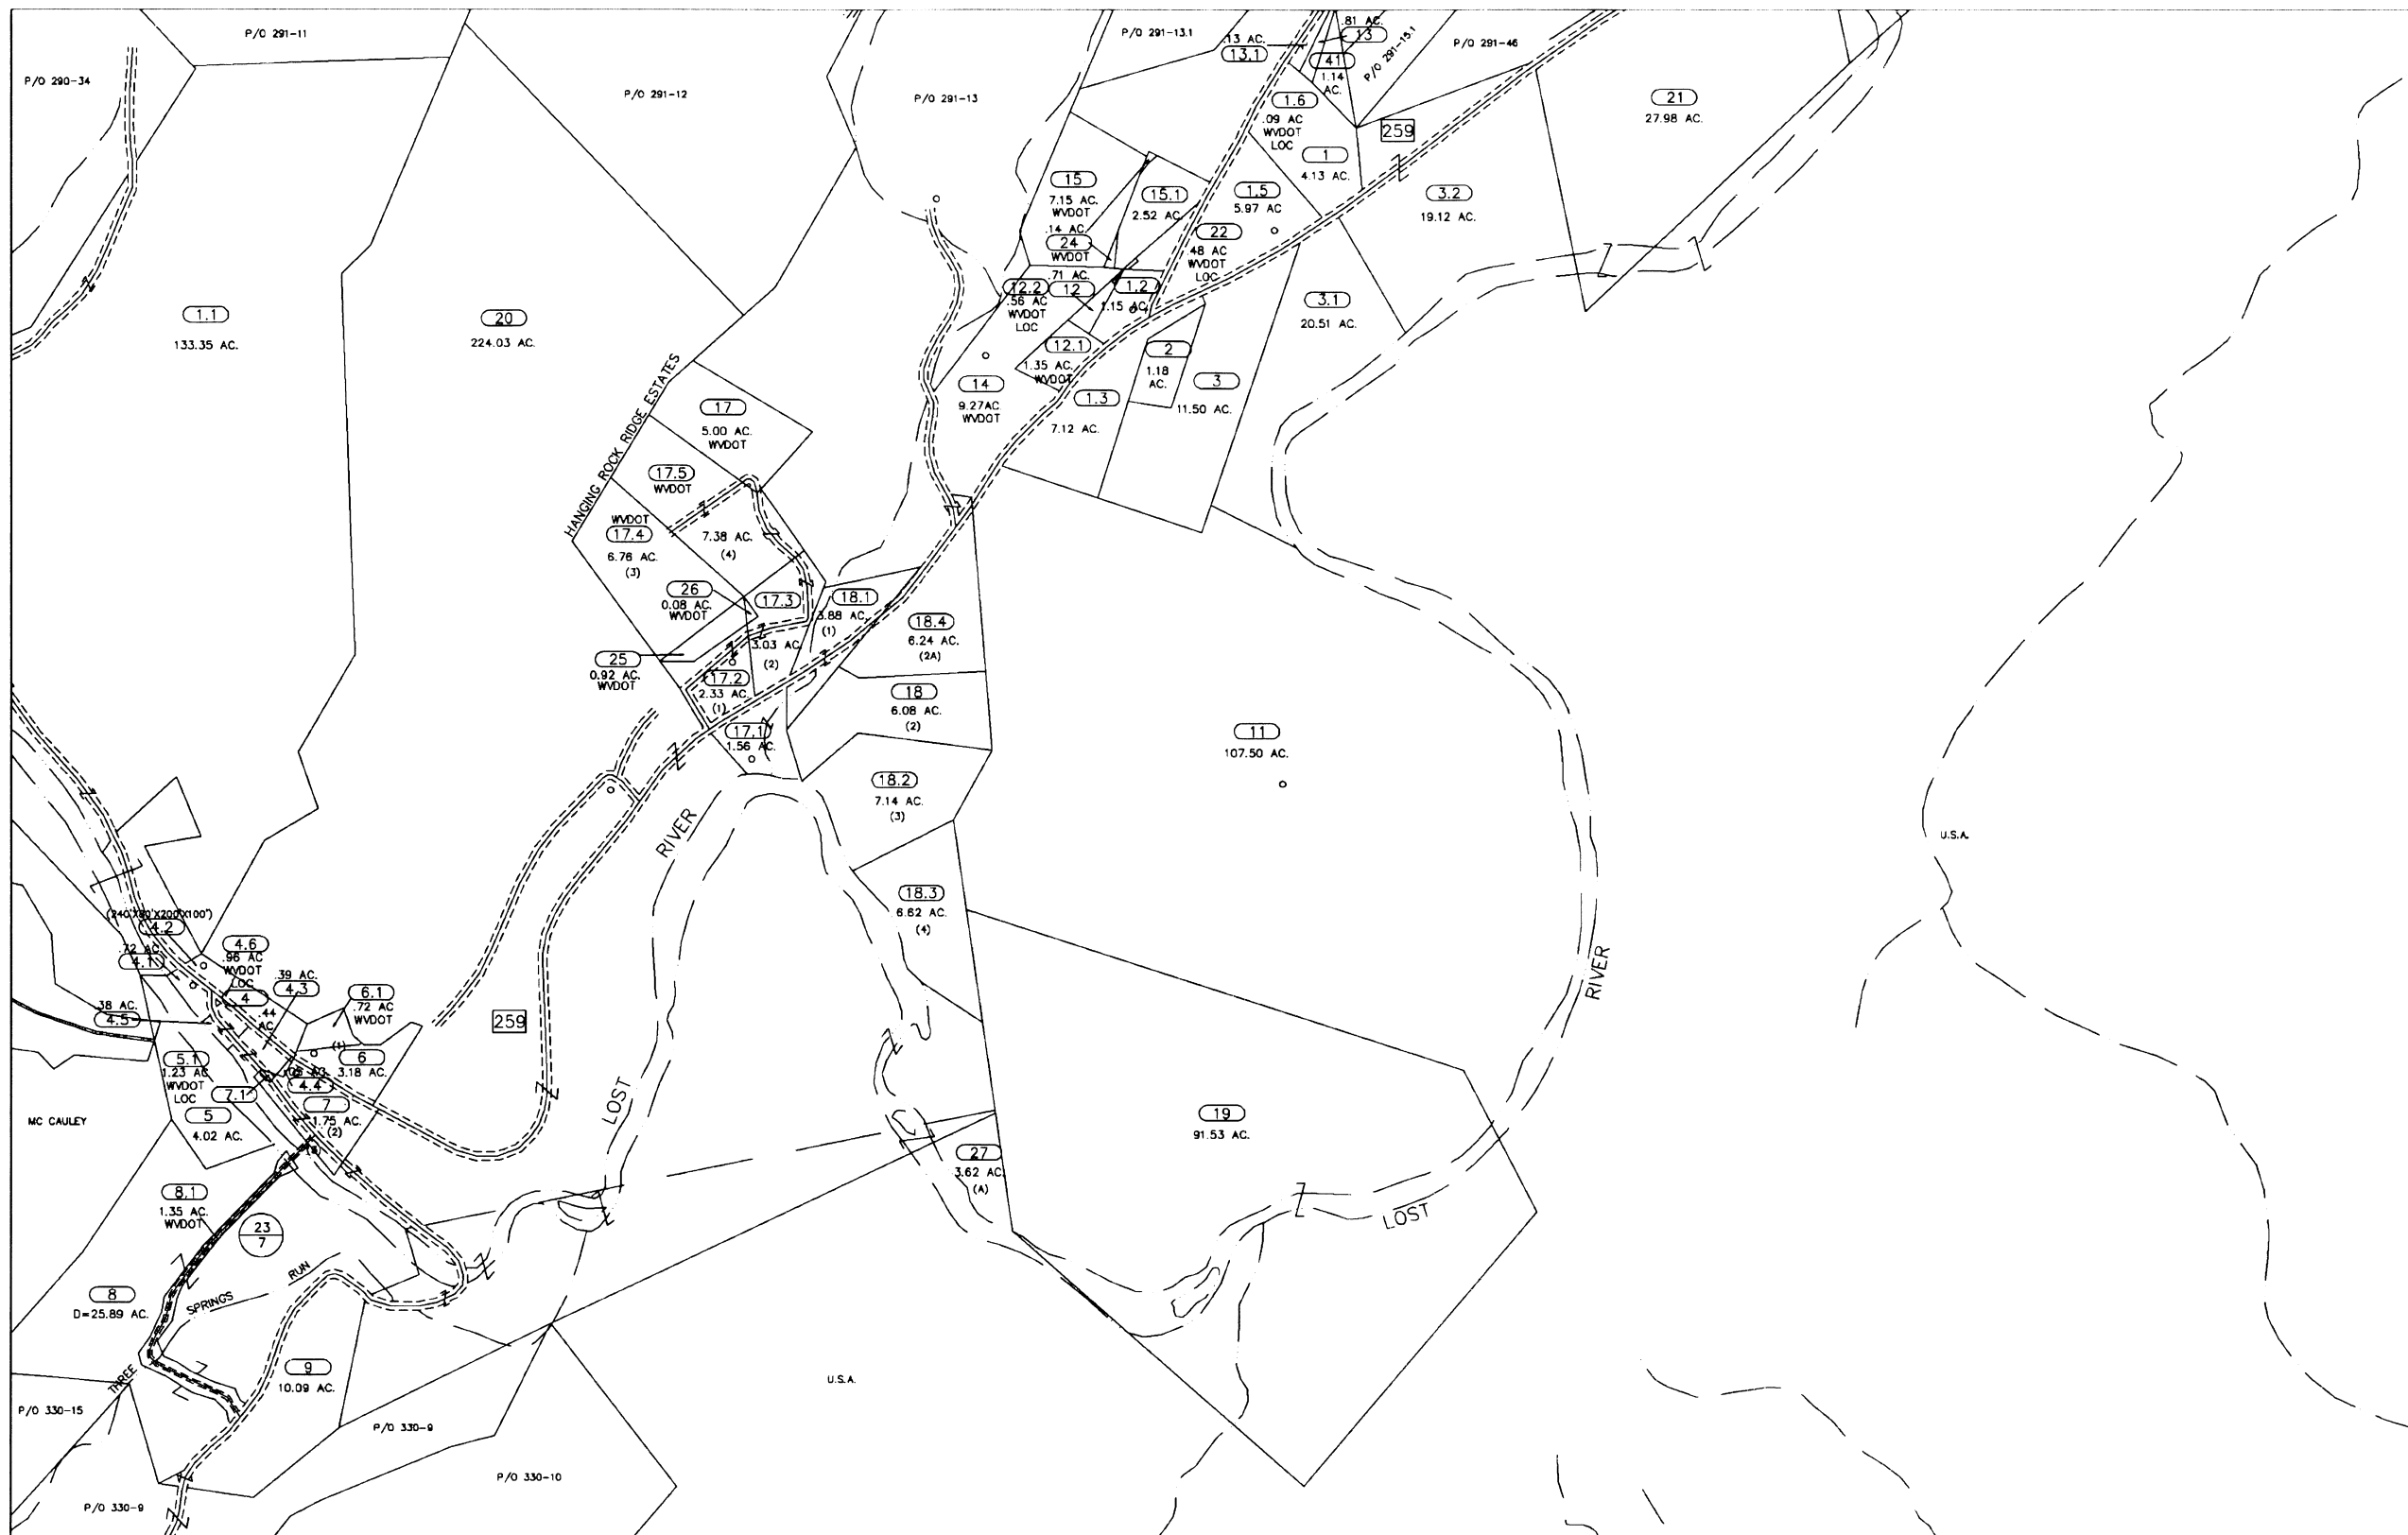 P/O 291-11
P/O 290-34
P/O 291-12
P/O 291-13
P/O 291-13.1
.13 AC.
13.1
.81 AC.
13
41
1.14
AC.
P/O 291-15.1
P/O 291-46
1.6
.09 AC
WVDOT
LOC
259
1
4.13 AC.
21
27.98 AC.
15
7.15 AC.
WVDOT
.14 AC.
24
WVDOT
15.1
2.52 AC.
1.5
5.97 AC
22
.48 AC
WVDOT
LOC
3.2
19.12 AC.
.71 AC.
12
12.2
.56 AC
WVDOT
LOC
1.2
1.15 AC.
3.1
20.51 AC.
1.1
133.35 AC.
20
224.03 AC.
12.1
1.35 AC.
WVDOT
2
1.18
AC.
3
11.50 AC.
14
9.27AC.
WVDOT
1.3
7.12 AC.
HANGING ROCK RIDGE ESTATES
17
5.00 AC.
WVDOT
17.5
WVDOT
7.38 AC.
(4)
WVDOT
17.4
6.76 AC.
(3)
26
0.08 AC.
WVDOT
17.3
3.03 AC.
(2)
18.1
3.88 AC.
(1)
18.4
6.24 AC.
(2A)
25
0.92 AC.
WVDOT
17.2
2.33 AC.
(1)
18
6.08 AC.
(2)
17.1
1.56 AC.
11
107.50 AC.
18.2
7.14 AC.
(3)
RIVER
U.S.A.
18.3
6.62 AC.
(4)
(240'X80'X200'X100')
4.2
.72 AC
4.1
4.6
.96 AC
WVDOT
LOC
4
.44
AC
.39 AC.
4.3
6.1
.72 AC
WVDOT
.38 AC.
4.5
259
RIVER
(1)
6
3.18 AC.
5.1
1.23 AC
WVDOT
LOC
4.4
7.1
7
1.75 AC.
(2)
5
4.02 AC.
MC CAULEY
LOST
19
91.53 AC.
27
3.62 AC.
(A)
8.1
1.35 AC.
WVDOT
23
7
LOST
RUN
SPRINGS
THREE
8
D=25.89 AC.
9
10.09 AC.
U.S.A.
P/O 330-15
P/O 330-9
P/O 330-10
P/O 330-9